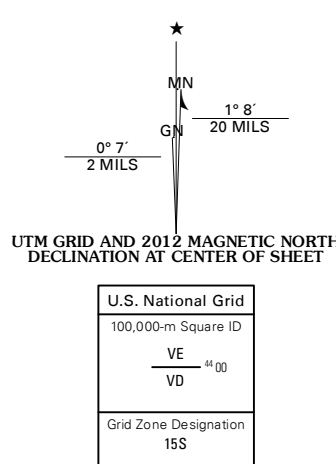 ★
MN
1° 8´
20 MILS
GN
0° 7´
2 MILS
UTM GRID AND 2012 MAGNETIC NORTH
DECLINATION AT CENTER OF SHEET
U.S. National Grid
100,000-m Square ID
VE
44 00
VD
Grid Zone Designation
15S